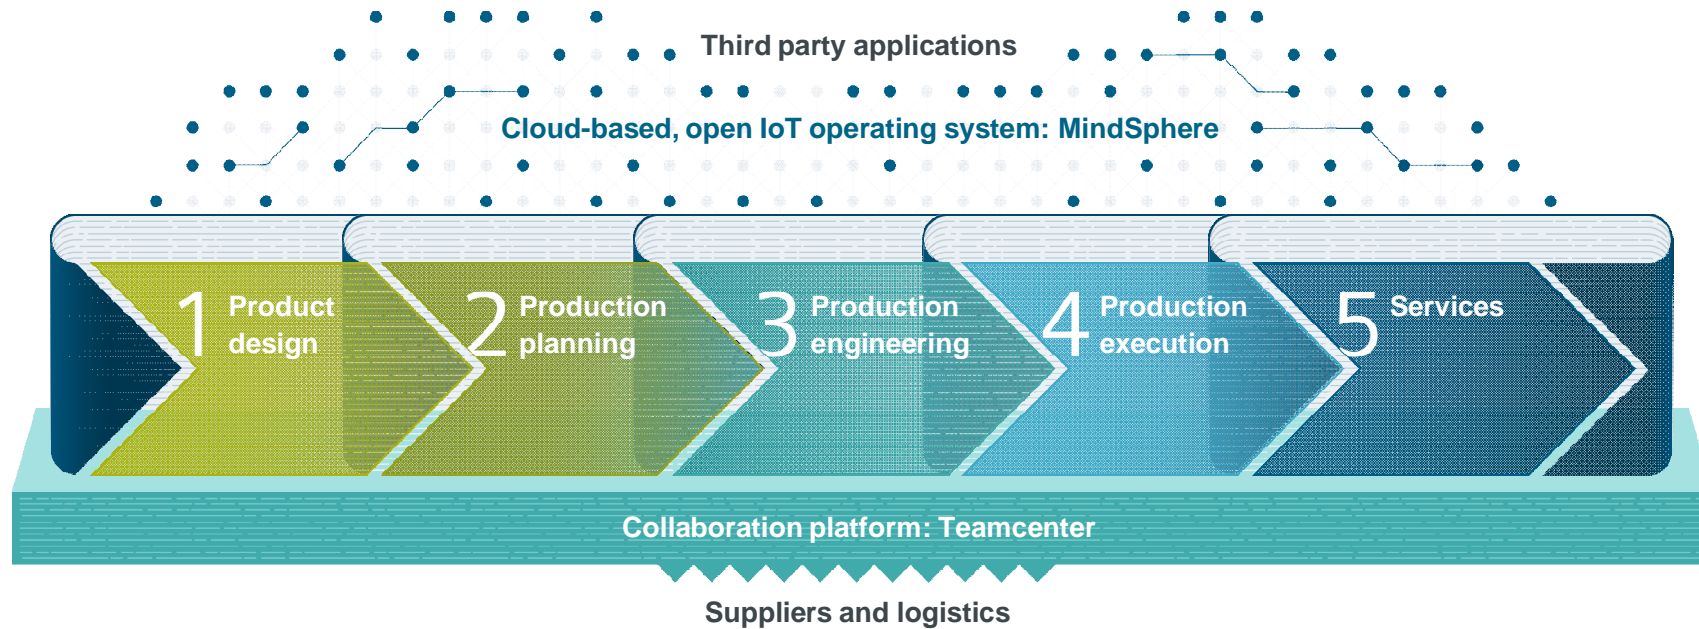 Third party applications
Cloud-based, open IoT operating system: MindSphere
1 Product
design
2 Production
planning
3 Production
engineering
4 Production
execution
5 Services
Collaboration platform: Teamcenter
Suppliers and logistics